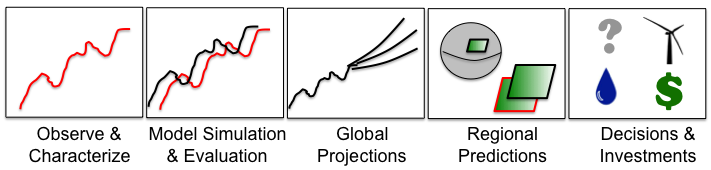 ?
$
Observe &
Characterize
Model Simulation
& Evaluation
Global
Projections
Regional
Predictions
Decisions &
Investments